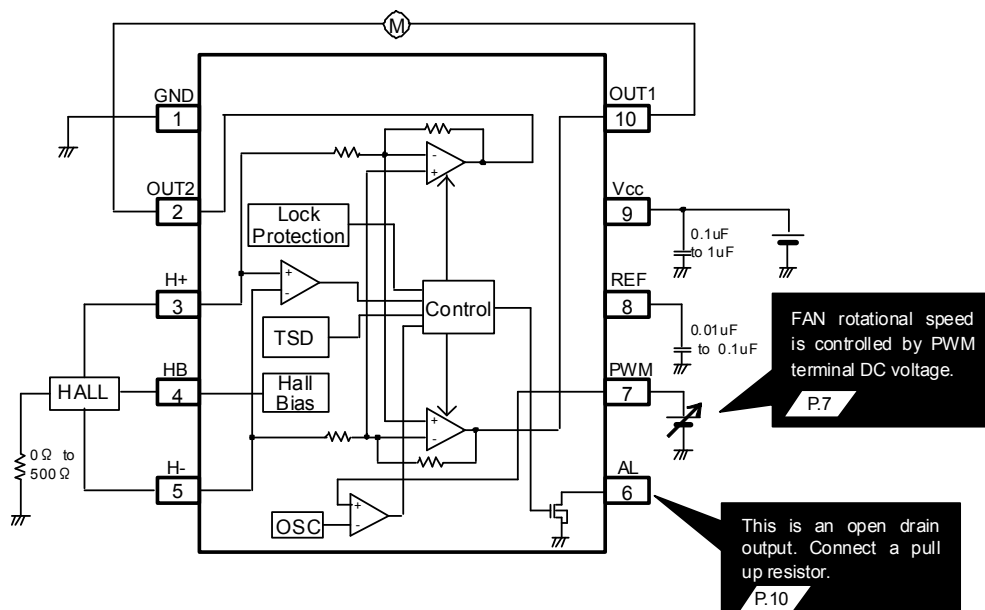 M
GND
1
OUT2
2
H+
3
HB
4
H-
5
HALL
0Ω to
500Ω
Lock
Protection
+
-
TSD
Hall
Bias
OSC
+
-
-
+
Control
+
-
OUT1
10
Vcc
9
0.1uF
to 1uF
REF
8
0.01uF
to 0.1uF
PWM
7
AL
6
FAN rotational speed
is controlled by PWM
terminal DC voltage.
P.7
This is an open drain
output. Connect a pull
up resistor.
P.10